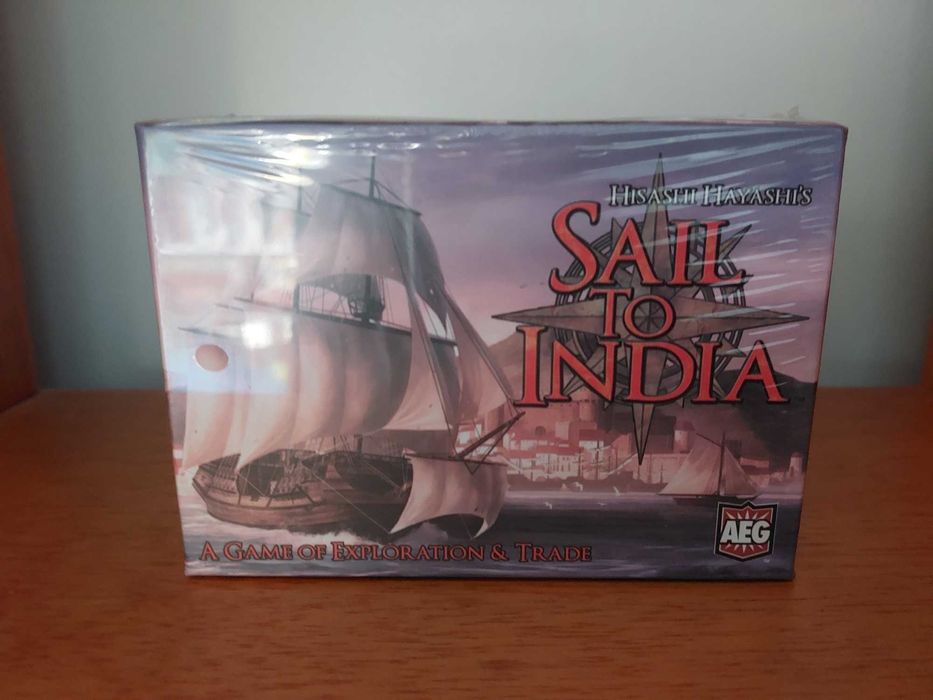 HISASHI HAYASHI'S
SAIL
TO
INDIA
A GAME OF EXPLORATION & TRADE
AEG